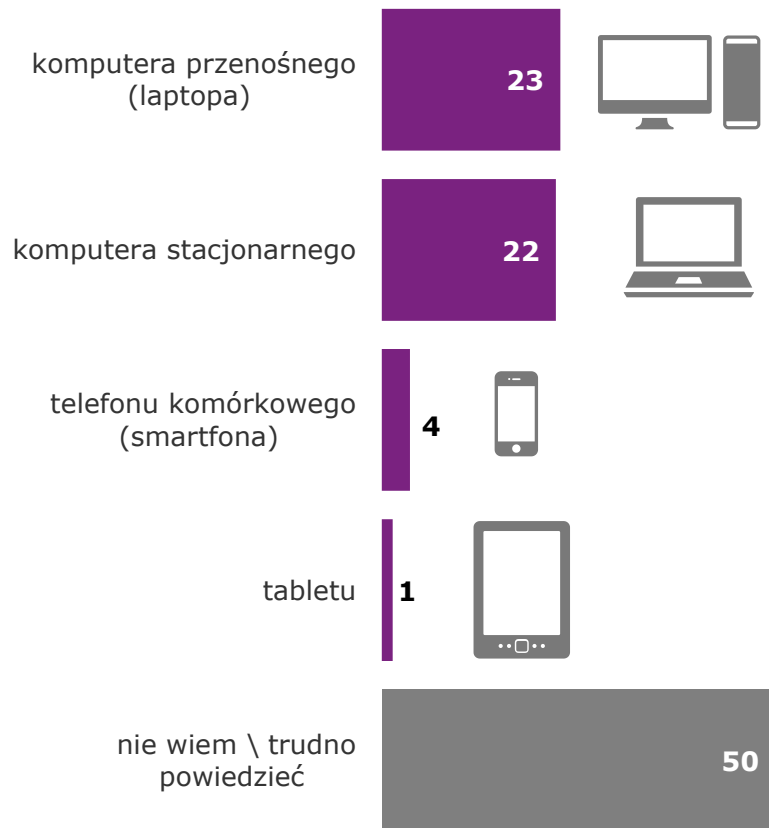 komputera przenośnego
(laptopa)
23
komputera stacjonarnego
22
telefonu komórkowego
(smartfona)
4
tabletu
1
nie wiem \ trudno
powiedzieć
50